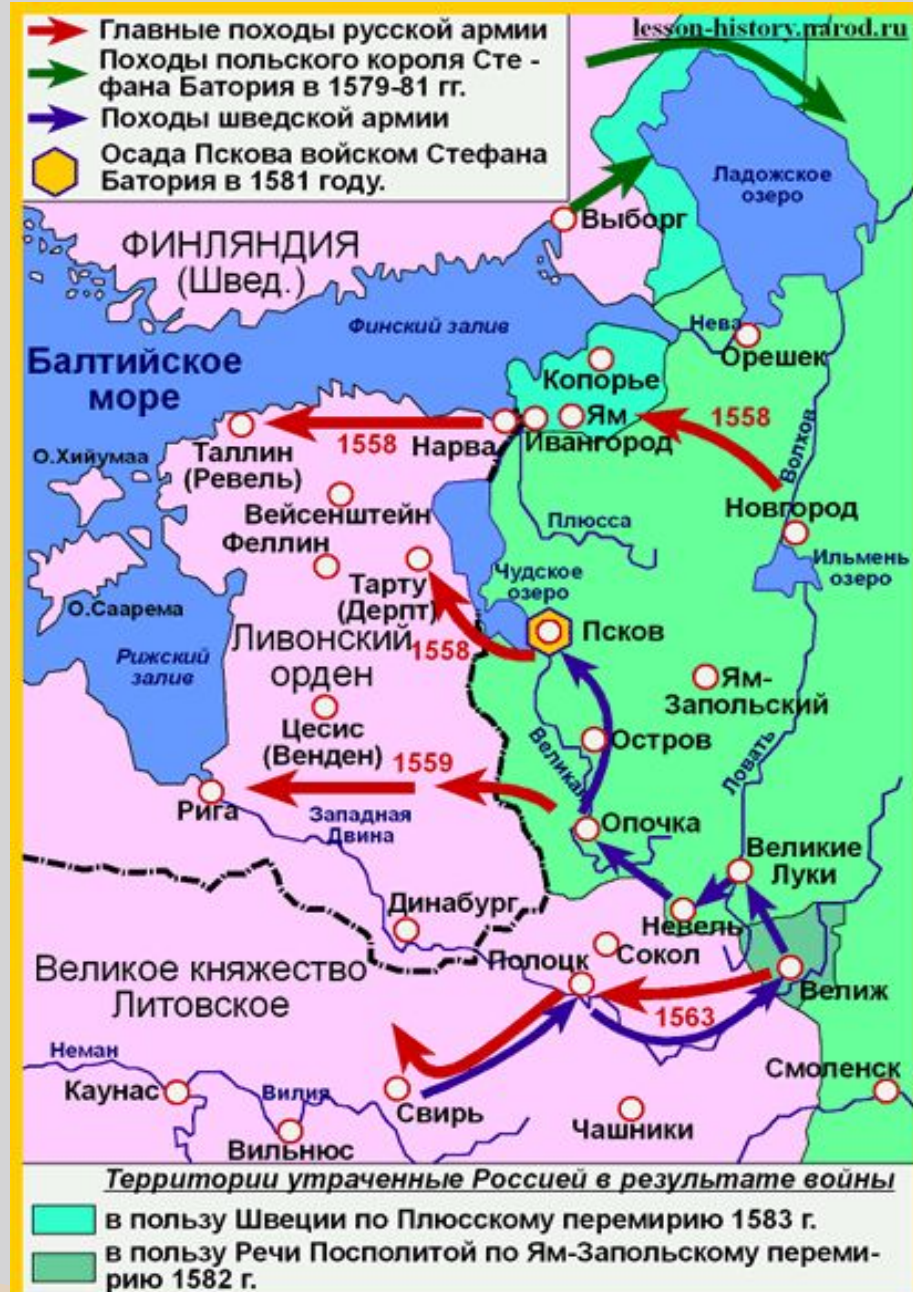 lesson-history.narod.ru
Главные походы русской армии
Походы польского короля Сте -
фана Батория в 1579-81 гг.
Походы шведской армии
Осада Пскова войском Стефана
Батория в 1581 году.
Ладожское
озеро
Выборг
ФИНЛЯНДИЯ
(Швед.)
Финский залив
Нева
Орешек
Балтийское
море
Копорье
Ям
1558
Нарва
Ивангород
1558
Таллин
(Ревель)
Волхов
О.Хийумаа
Вейсенштейн
Новгород
Плюсса
Феллин
Ильмень
озеро
Чудское
озеро
Тарту
(Дерпт)
О.Саарема
Псков
1558
Ливонский
орден
Рижский
залив
Ям-
Запольский
Цесис
(Венден)
Остров
Великая
Ловать
1559
Рига
Западная
Двина
Опочка
Великие
Луки
Динабург
Невель
Сокол
Полоцк
Великое княжество
Литовское
Велиж
1563
Неман
Смоленск
Каунас
Вилия
Свирь
Чашники
Вильнюс
Территории утраченные Россией в результате войны
в пользу Швеции по Плюсскому перемирию 1583 г.
в пользу Речи Посполитой по Ям-Запольскому переми-
рию 1582 г.